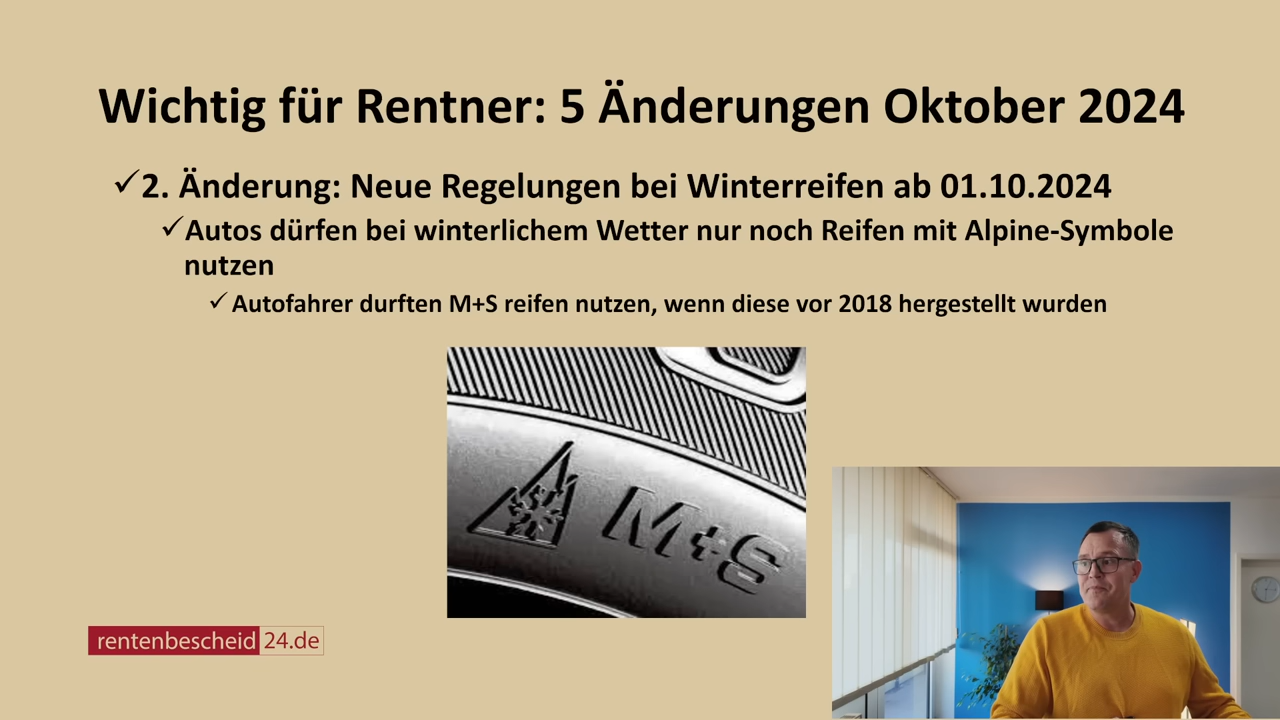 Wichtig für Rentner: 5 Änderungen Oktober 2024
✓2. Änderung: Neue Regelungen bei Winterreifen ab 01.10.2024
✓Autos dürfen bei winterlichem Wetter nur noch Reifen mit Alpine-Symbole
nutzen
✓Autofahrer durften M+S reifen nutzen, wenn diese vor 2018 hergestellt wurden
M+S
rentenbescheid 24.de